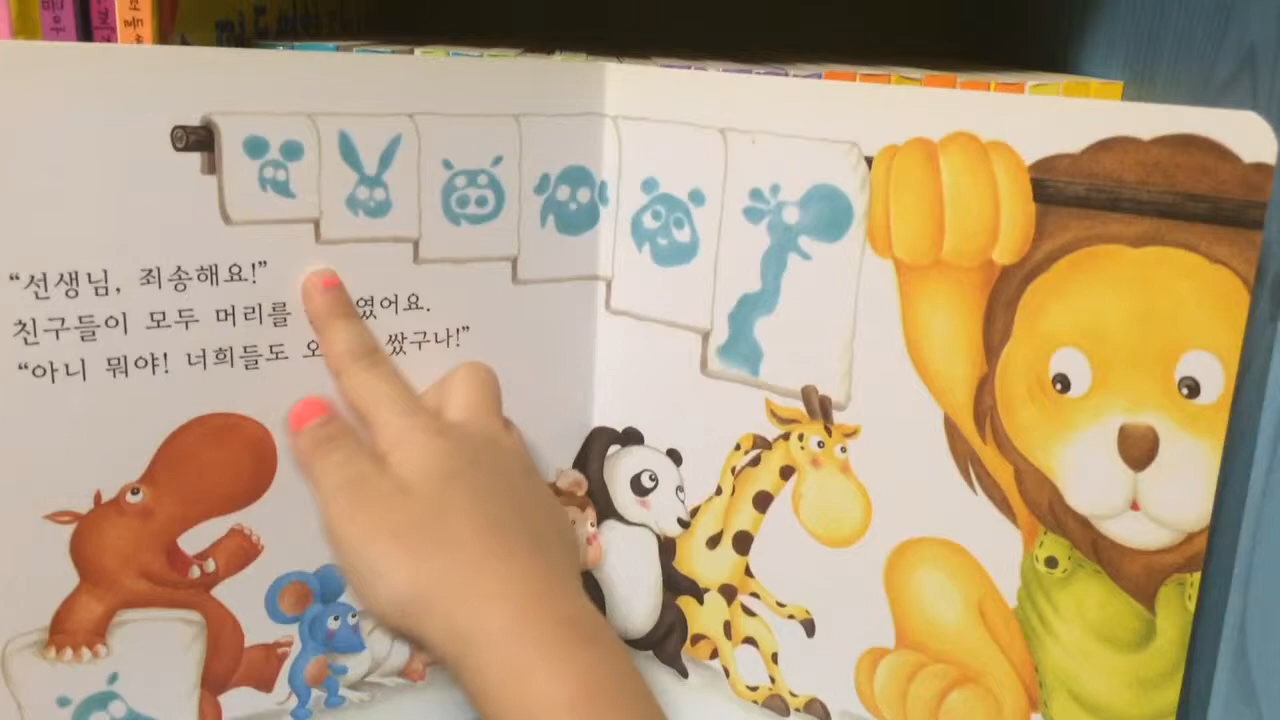 “선생님, 죄송해요!”
친구들이 모두 머리를 였어요.
“아니 뭐야! 너희들도 쌌구나!”